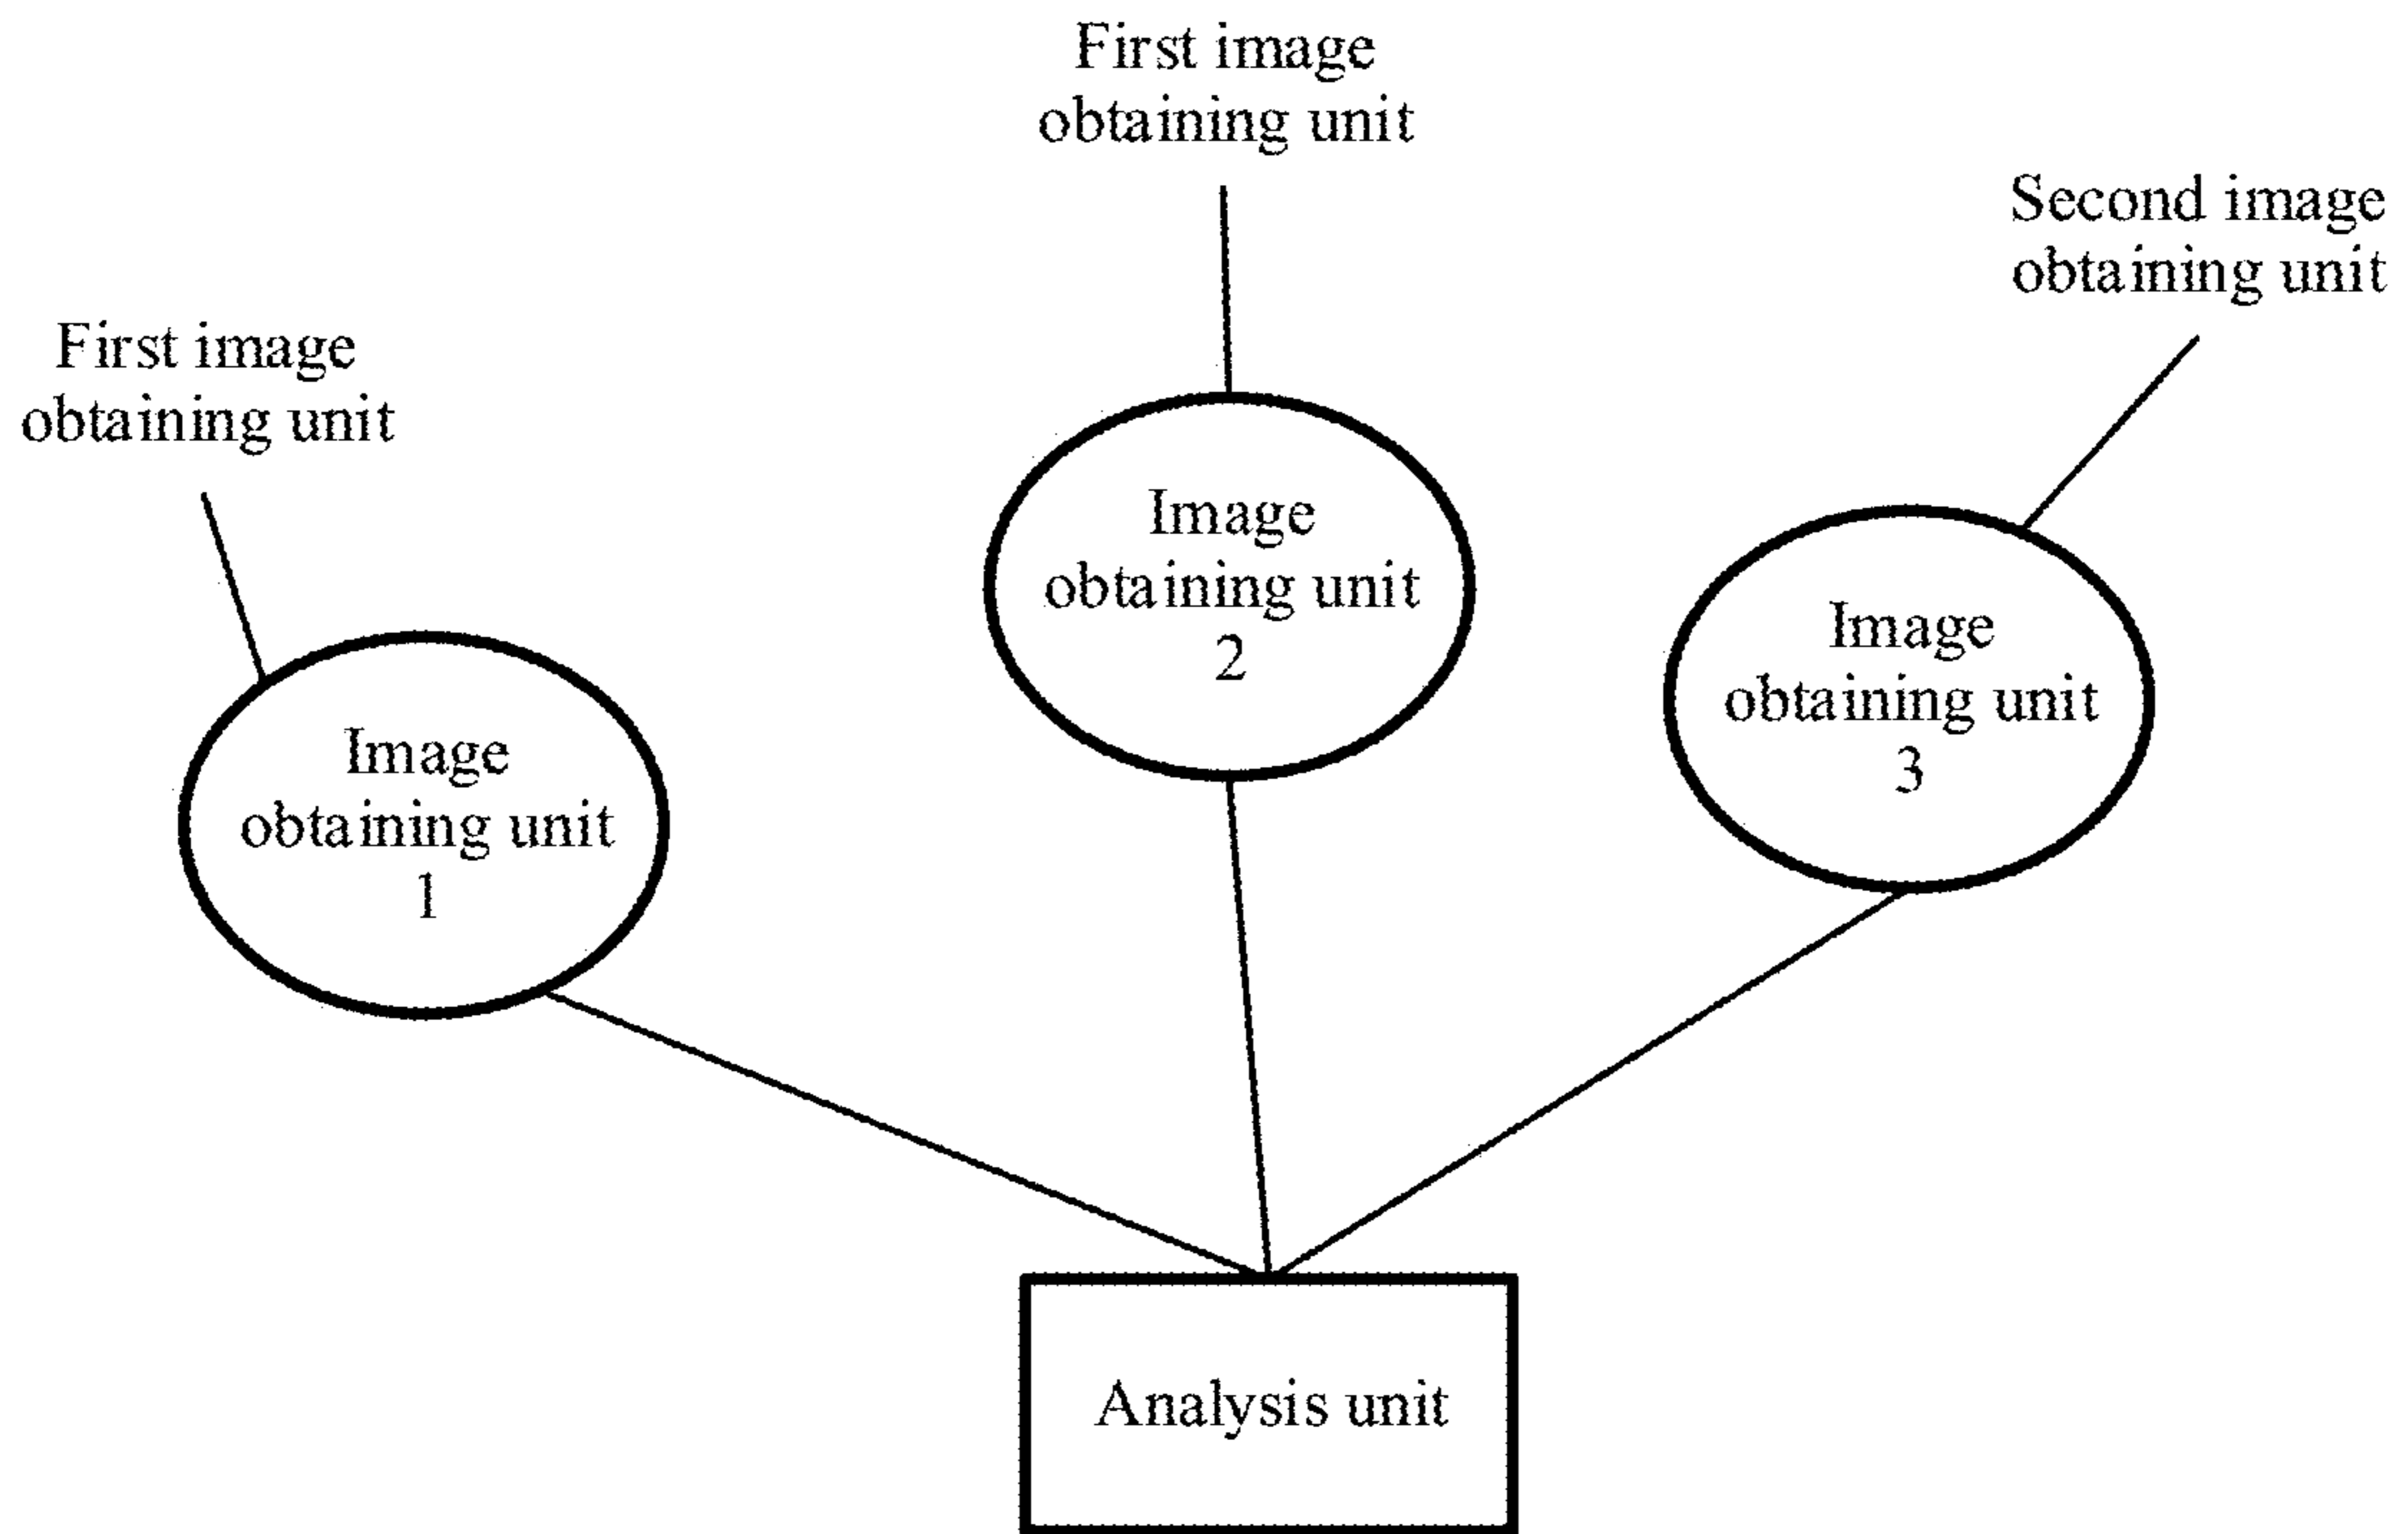 First image
obtaining unit
Second image
obtaining unit
First image
obtaining unit
Image
obtaining unit
2
Image
obtaining unit
3
Image
obtaining unit
1
Analysis unit